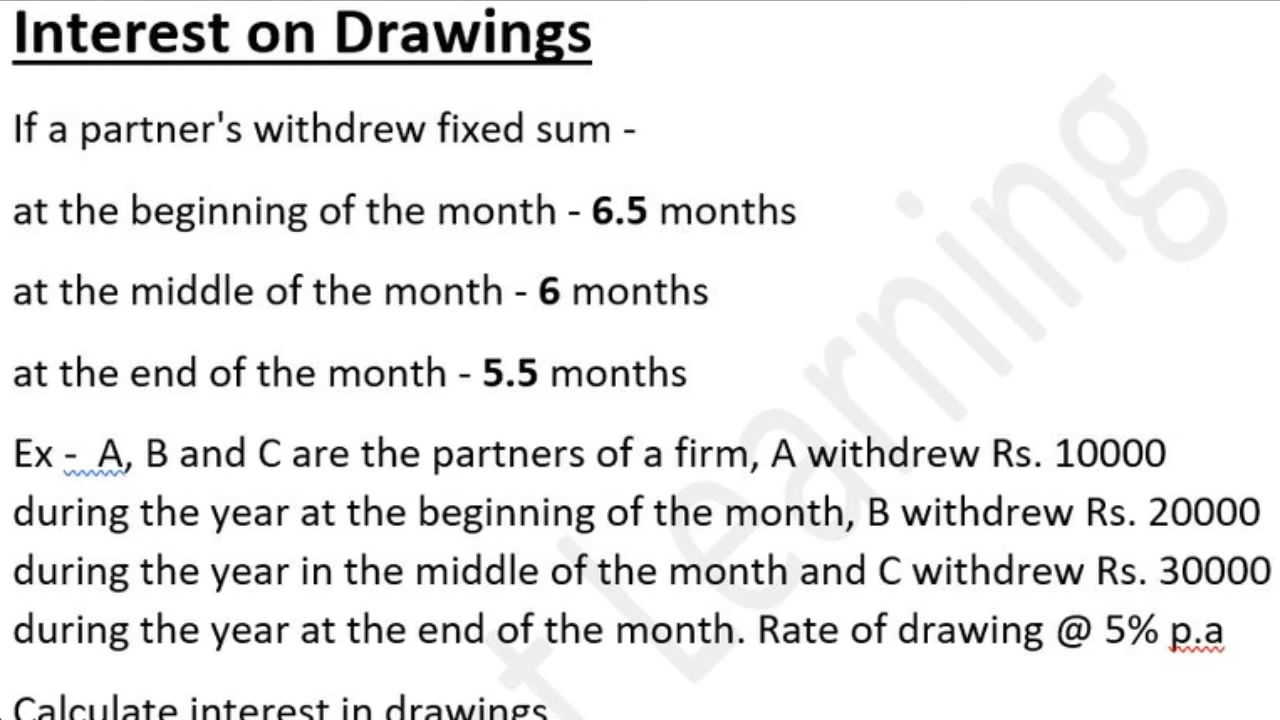 Interest on Drawings
If a partner's withdrew fixed sum -
at the beginning of the month - 6.5 months
at the middle of the month - 6 months
at the end of the month - 5.5 months
Ex - A, B and C are the partners of a firm, A withdrew Rs. 10000
during the year at the beginning of the month, B withdrew Rs. 20000
during the year in the middle of the month and C withdrew Rs. 30000
during the year at the end of the month. Rate of drawing @ 5% p.a
Calculate interest in drawings
Learning